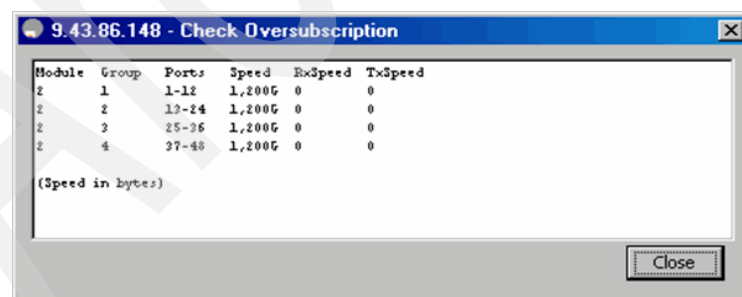 9.43.86.148 - Check Oversubscription
Module Group Ports Speed RxSpeed TxSpeed
2 1 1-12 1,200G 0 0
2 2 13-24 1,200G 0 0
2 3 25-36 1,200G 0 0
2 4 37-48 1,200G 0 0
(Speed in bytes)
Close